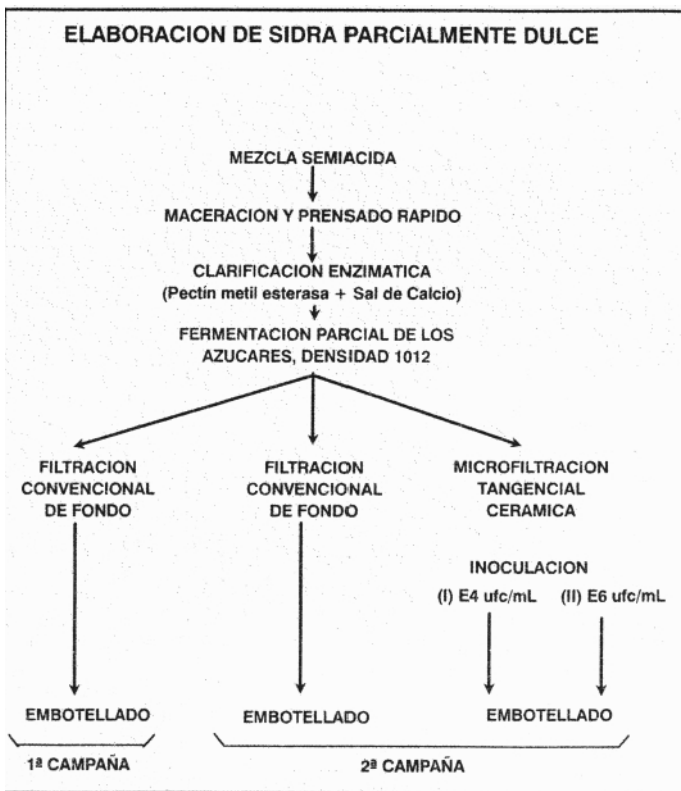 ELABORACION DE SIDRA PARCIALMENTE DULCE
MEZCLA SEMIACIDA
MACERACION Y PRENSADO RAPIDO
CLARIFICACION ENZIMATICA
(Pectín metil esterasa + Sal de Calcio)
FERMENTACION PARCIAL DE LOS
AZUCARES, DENSIDAD 1012
FILTRACION
CONVENCIONAL
DE FONDO
FILTRACION
CONVENCIONAL
DE FONDO
MICROFILTRACION
TANGENCIAL
CERAMICA
INOCULACION
(I) E4 ufc/mL
(II) E6 ufc/mL
EMBOTELLADO
EMBOTELLADO
EMBOTELLADO
1ª CAMPAÑA
2ª CAMPAÑA